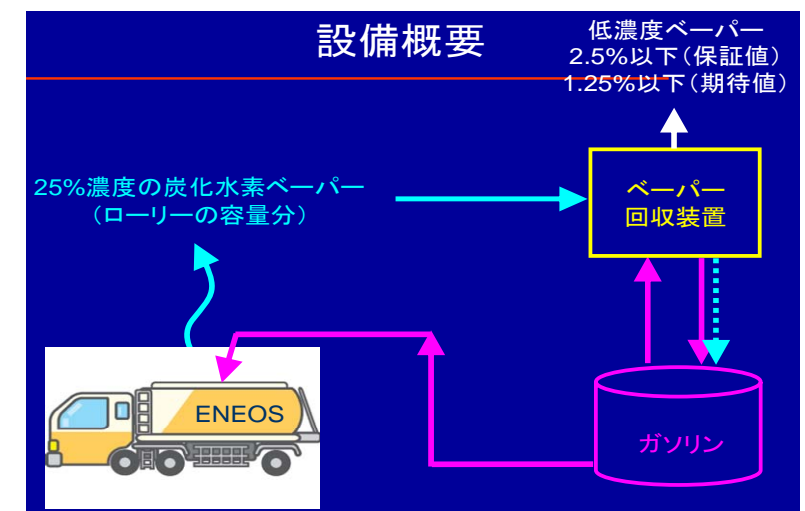 設備概要
低濃度ベーパー
2.5%以下（保証値）
1.25%以下（期待値）
25%濃度の炭化水素ベーパー
（ローリーの容量分）
ベーパー
回収装置
ENEOS
ガソリン